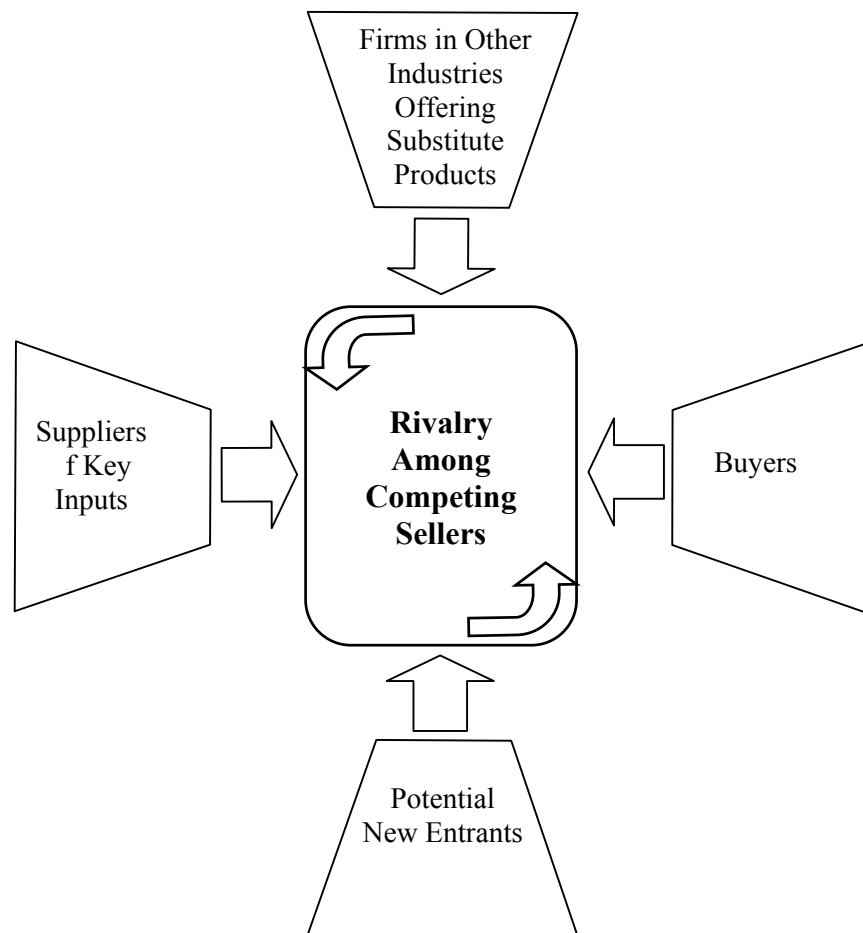 Firms in Other
Industries
Offering
Substitute
Products
Suppliers
f Key
Inputs
Rivalry
Among
Competing
Sellers
Buyers
Potential
New Entrants